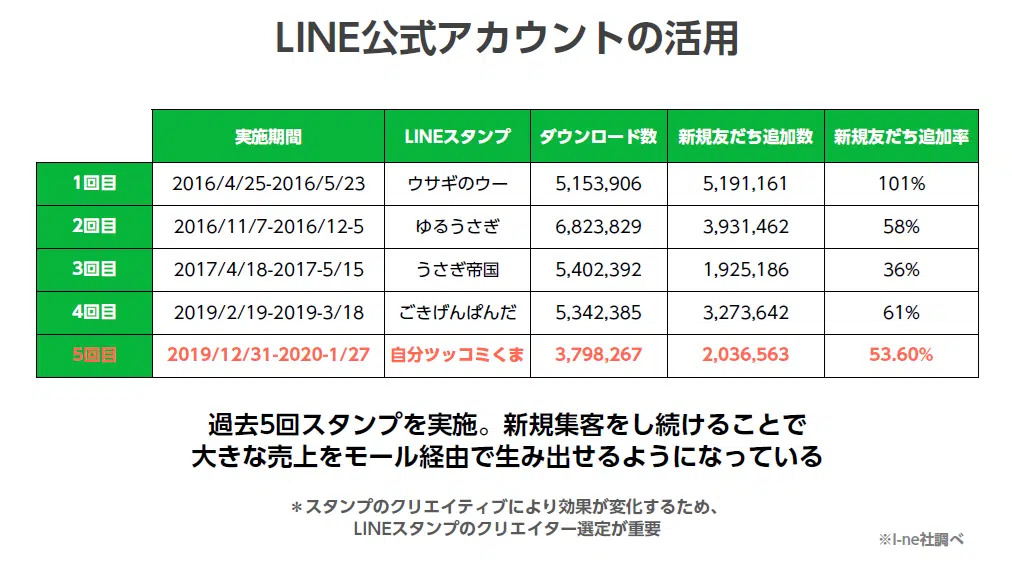 LINE公式アカウントの活用
実施期間 LINEスタンプ ダウンロード数 新規友だち追加数 新規友だち追加率
1回目 2016/4/25-2016/5/23 ウサギのウー 5,153,906 5,191,161 101%
2回目 2016/11/7-2016/12-5 ゆるうさぎ 6,823,829 3,931,462 58%
3回目 2017/4/18-2017-5/15 うさぎ帝国 5,402,392 1,925,186 36%
4回目 2019/2/19-2019-3/18 ごきげんぱんだ 5,342,385 3,273,642 61%
5回目 2019/12/31-2020-1/27 自分ツッコミくま 3,798,267 2,036,563 53.60%
過去5回スタンプを実施。新規集客をし続けることで
大きな売上をモール経由で生み出せるようになっている
＊スタンプのクリエイティブにより効果が変化するため、
LINEスタンプのクリエイター選定が重要
※I-ne社調べ